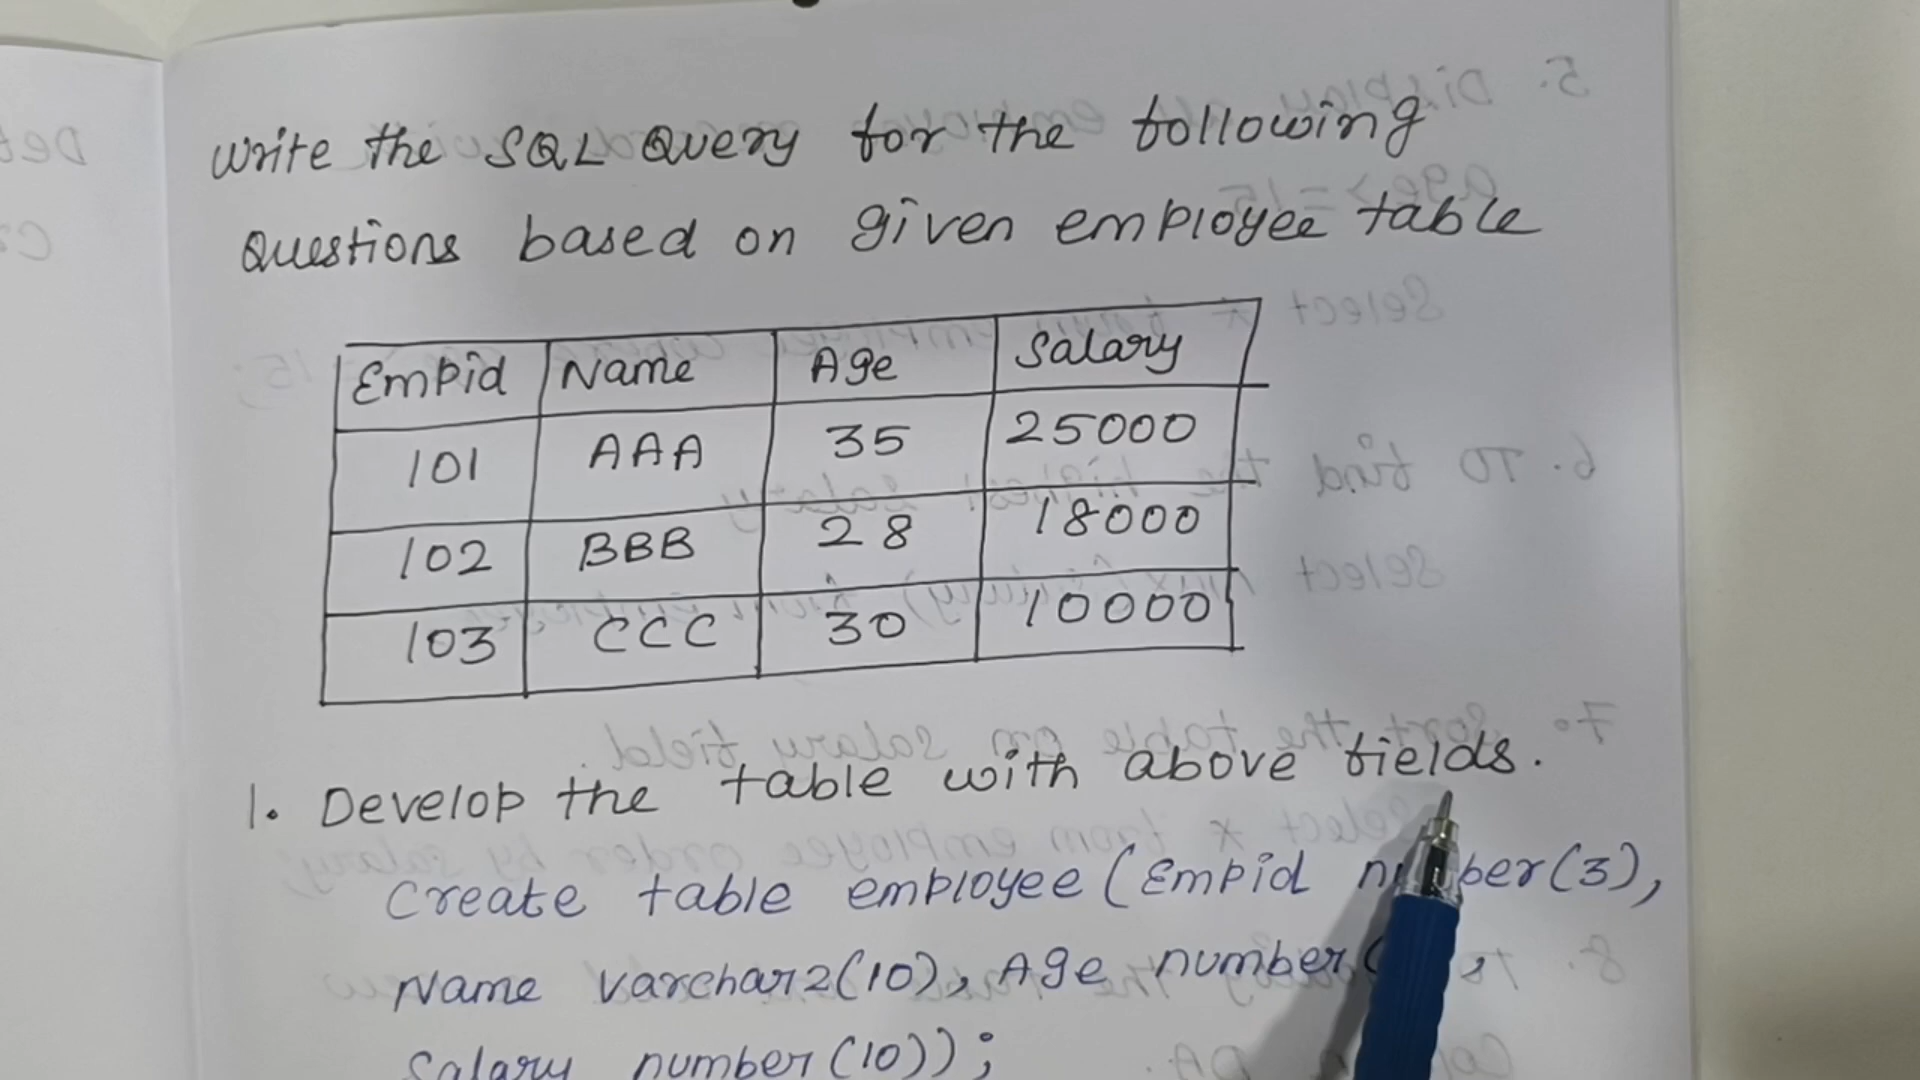 Write the SQL Query for the following
Questions based on given employee table
Empid Name Age Salary
101 AAA 35 25000
102 BBB 28 18000
103 CCC 30 10000
1. Develop the table with above fields.
Create table employee (Empid number(3),
Name varchar2(10), Age number(
Salary number(10));